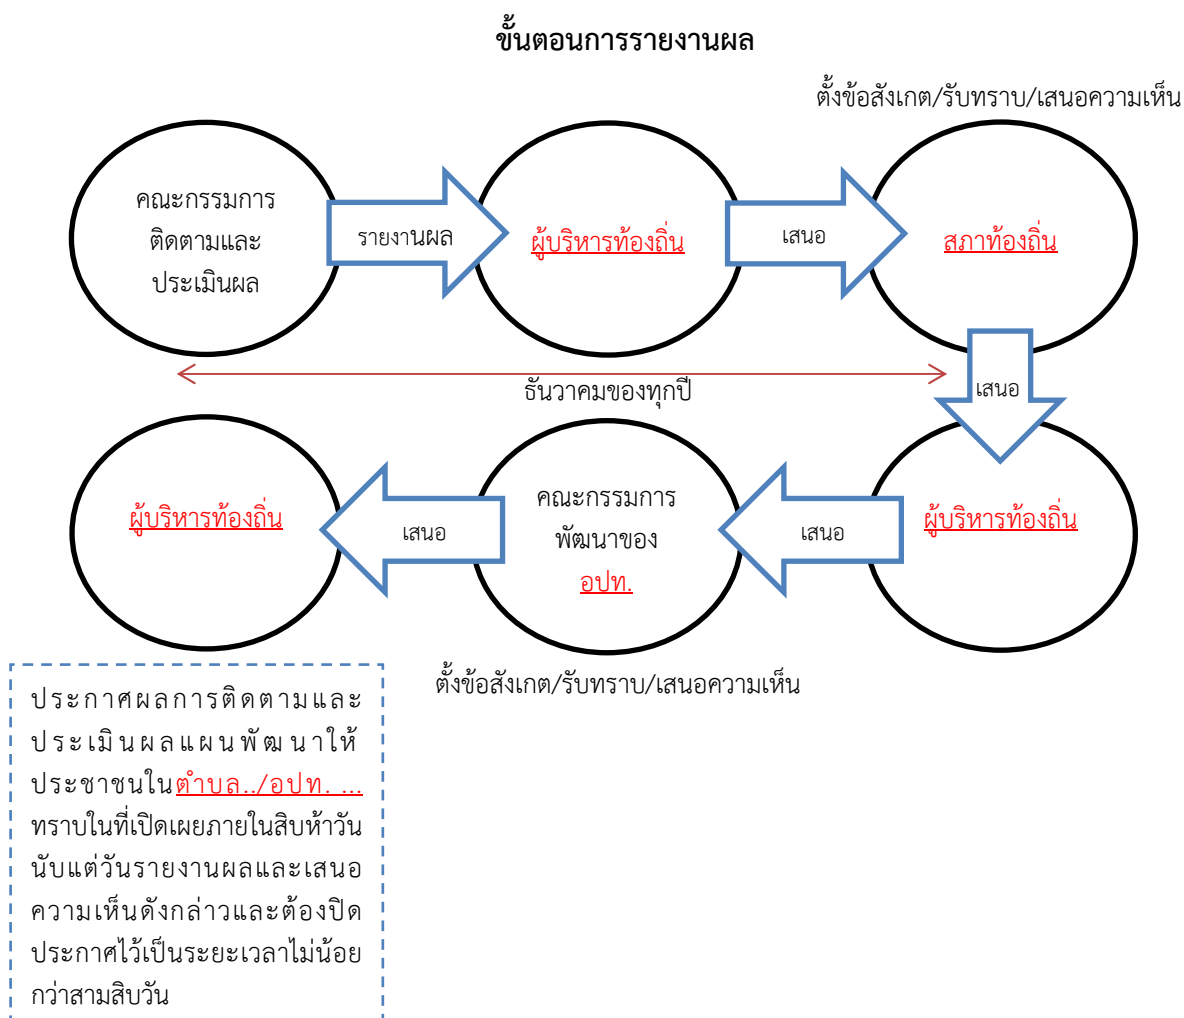 ขั้นตอนการรายงานผล
ตั้งข้อสังเกต/รับทราบ/เสนอความเห็น
คณะกรรมการ
ติดตามและ
ประเมินผล
รายงานผล
ผู้บริหารท้องถิ่น
เสนอ
สภาท้องถิ่น
ธันวาคมของทุกปี
เสนอ
ผู้บริหารท้องถิ่น
เสนอ
คณะกรรมการ
พัฒนาของ
อปท.
เสนอ
ผู้บริหารท้องถิ่น
ตั้งข้อสังเกต/รับทราบ/เสนอความเห็น
ประกาศผลการติดตามและ
ประเมินผลแผนพัฒนาให้
ประชาชนในตำบล../อปท. ...
ทราบในที่เปิดเผยภายในสิบห้าวัน
นับแต่วันรายงานผลและเสนอ
ความเห็นดังกล่าวและต้องปิด
ประกาศไว้เป็นระยะเวลาไม่น้อย
กว่าสามสิบวัน